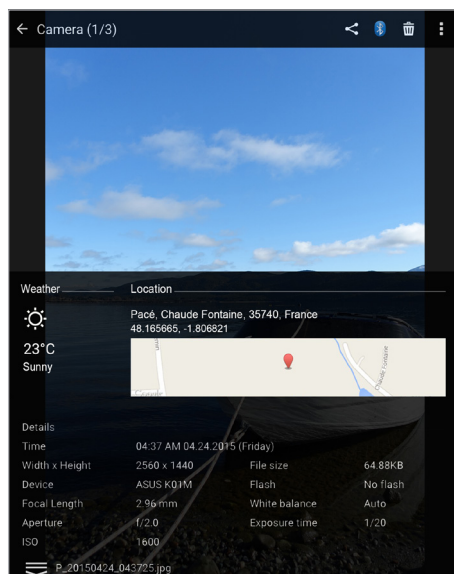 Camera (1/3)
Weather
Location
23°C
Sunny
Pacé, Chaude Fontaine, 35740, France
48.165665, -1.806821
Chaude Fontaine
Details
Time 04:37 AM 04.24.2015 (Friday)
Width x Height 2560 x 1440 File size 64.88KB
Device ASUS K01M Flash No flash
Focal Length 2.96 mm White balance Auto
Aperture f/2.0 Exposure time 1/20
ISO 1600
P_20150424_043725.jpg